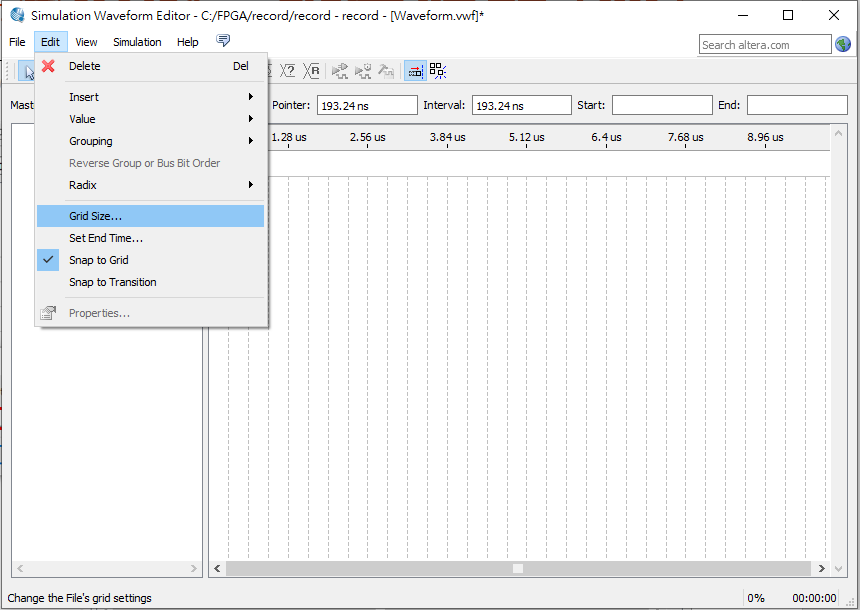 Simulation Waveform Editor - C:/FPGA/record/record - record - [Waveform.vwf]*
File Edit View Simulation Help
Search altera.com
Delete Del
Insert
Value
Grouping
Reverse Group or Bus Bit Order
Radix
Grid Size...
Set End Time...
Snap to Grid
Snap to Transition
Properties...
Mast
Pointer: 193.24 ns Interval: 193.24 ns Start: End:
1.28 us 2.56 us 3.84 us 5.12 us 6.4 us 7.68 us 8.96 us
Change the File's grid settings
0% 00:00:00